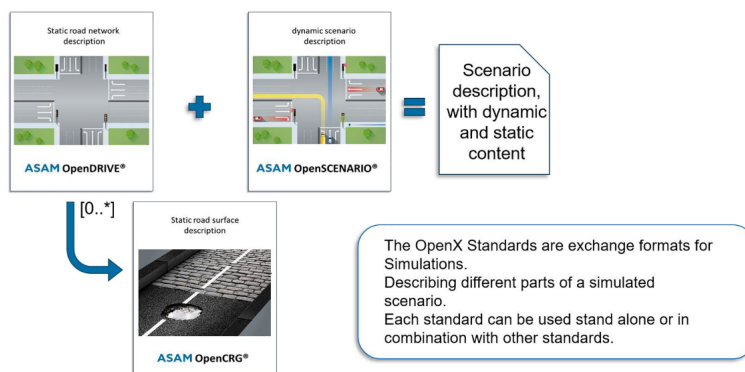 Static road network
description
ASAM OpenDRIVE®
dynamic scenario
description
ASAM OpenSCENARIO®
Scenario
description,
with dynamic
and static
content
[0..*]
Static road surface
description
ASAM OpenCRG®
The OpenX Standards are exchange formats for
Simulations.
Describing different parts of a simulated
scenario.
Each standard can be used stand alone or in
combination with other standards.